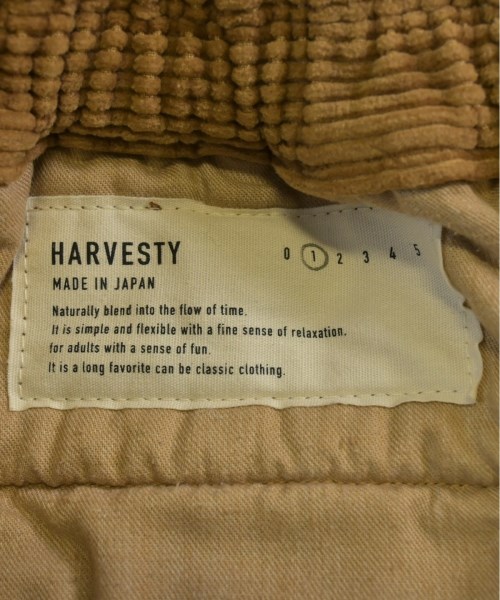 HARVESTY
0 1 2 3 4 5
MADE IN JAPAN
Naturally blend into the flow of time.
It is simple and flexible with a fine sense of relaxation.
for adults with a sense of fun.
It is a long favorite can be classic clothing.